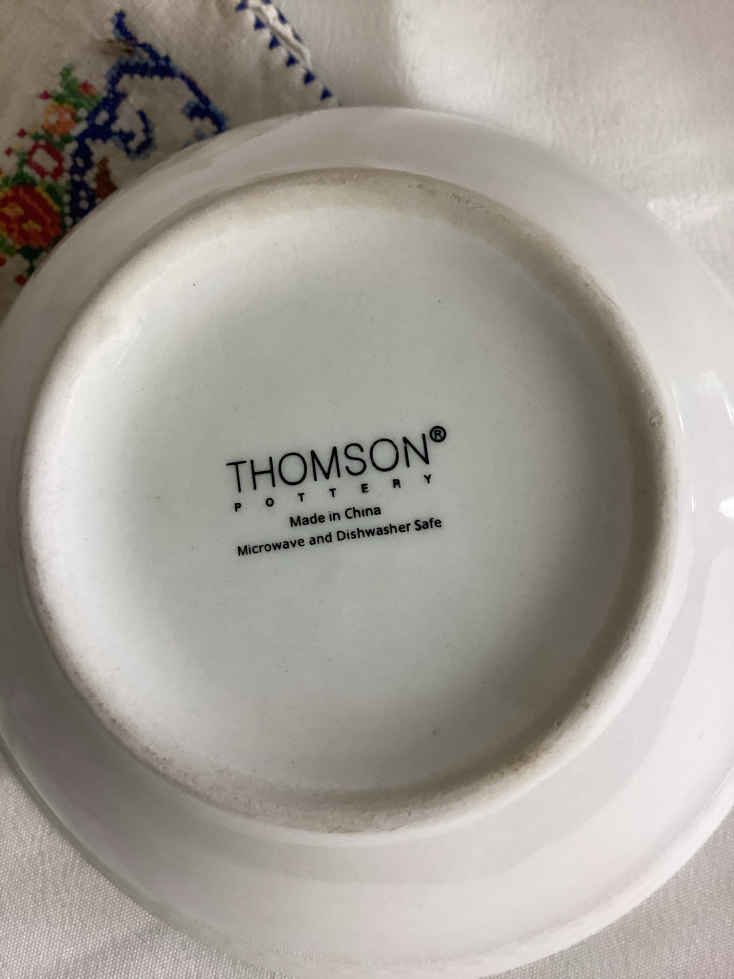 THOMSON®
POTTERY
Made in China
Microwave and Dishwasher Safe